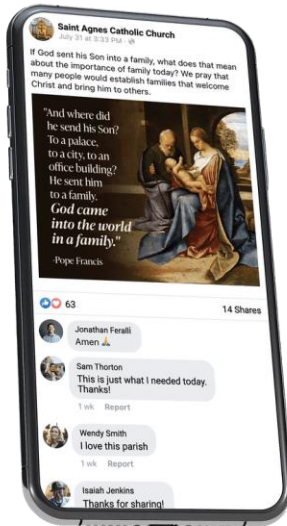 Saint Agnes Catholic Church
July 31 at 3:33 PM ·
If God sent his Son into a family, what does that mean
about the importance of family today? We pray that
many people would establish families that welcome
Christ and bring him to others.
"And where did
he send his Son?
To a palace,
to a city, to an
office building?
He sent him
to a family.
God came
into the world
in a family."
-Pope Francis
63
14 Shares
Jonathan Feralli
Amen 🙏
Sam Thorton
This is just what I needed today.
Thanks!
1 wk Report
Wendy Smith
I love this parish
1 wk Report
Isaiah Jenkins
Thanks for sharing!